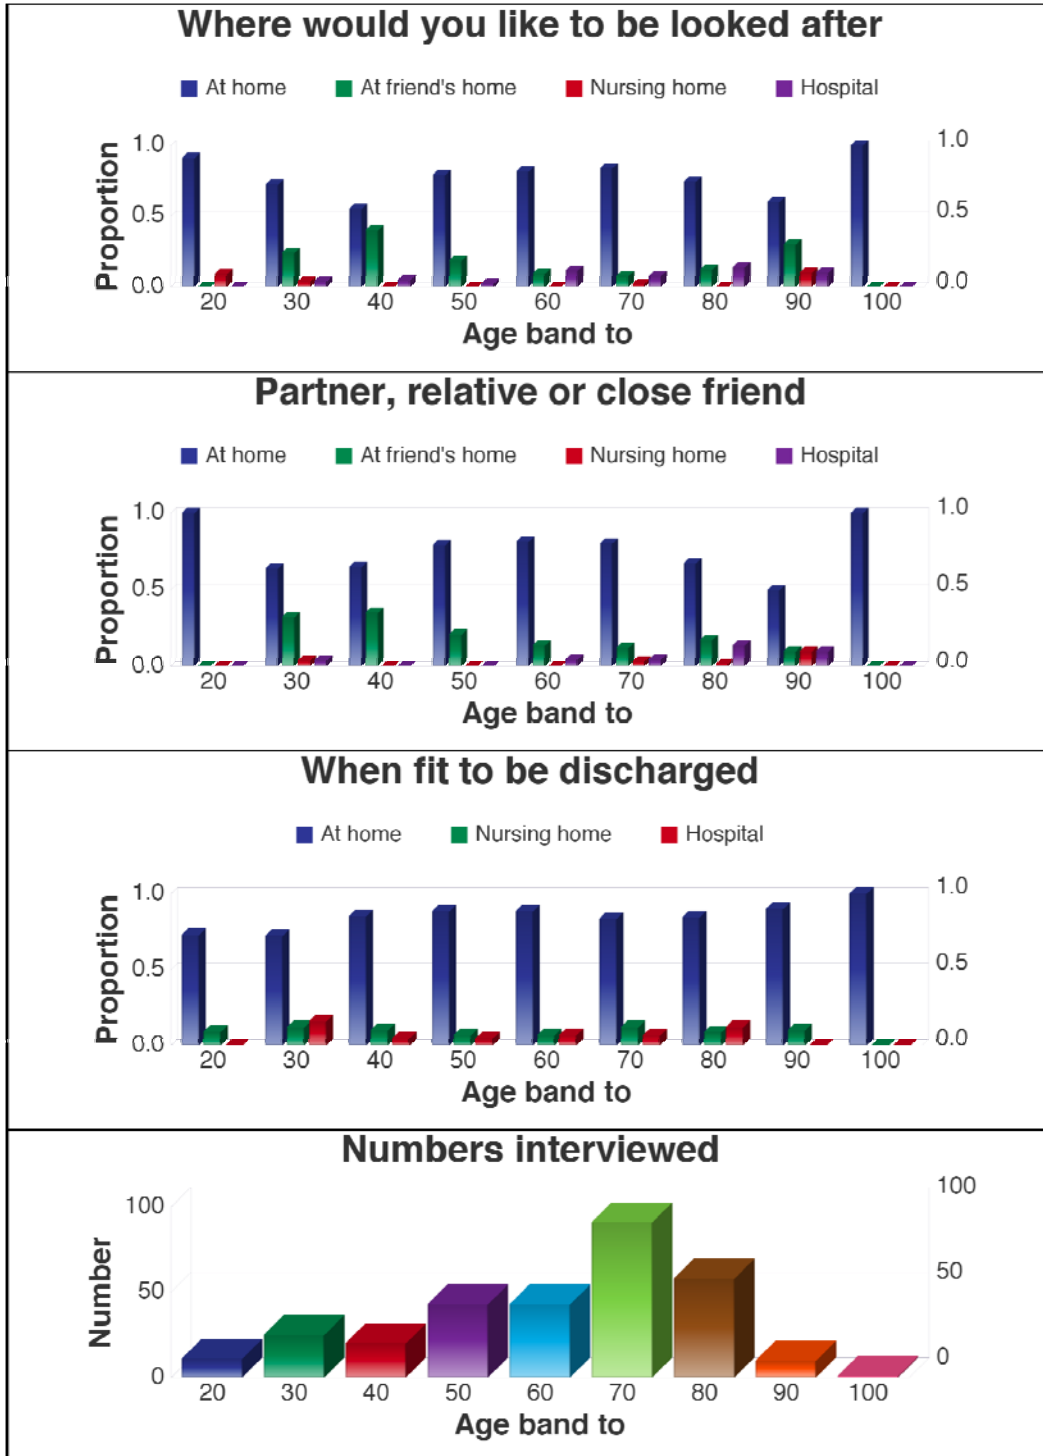 Where would you like to be looked after
At home At friend's home Nursing home Hospital
Proportion
1.0 1.0
0.5 0.5
0.0 0.0
20 30 40 50 60 70 80 90 100
Age band to
Partner, relative or close friend
At home At friend's home Nursing home Hospital
Proportion
1.0 1.0
0.5 0.5
0.0 0.0
20 30 40 50 60 70 80 90 100
Age band to
When fit to be discharged
At home Nursing home Hospital
Proportion
1.0 1.0
0.5 0.5
0.0 0.0
20 30 40 50 60 70 80 90 100
Age band to
Numbers interviewed
Number
100 100
50 50
0 0
20 30 40 50 60 70 80 90 100
Age band to